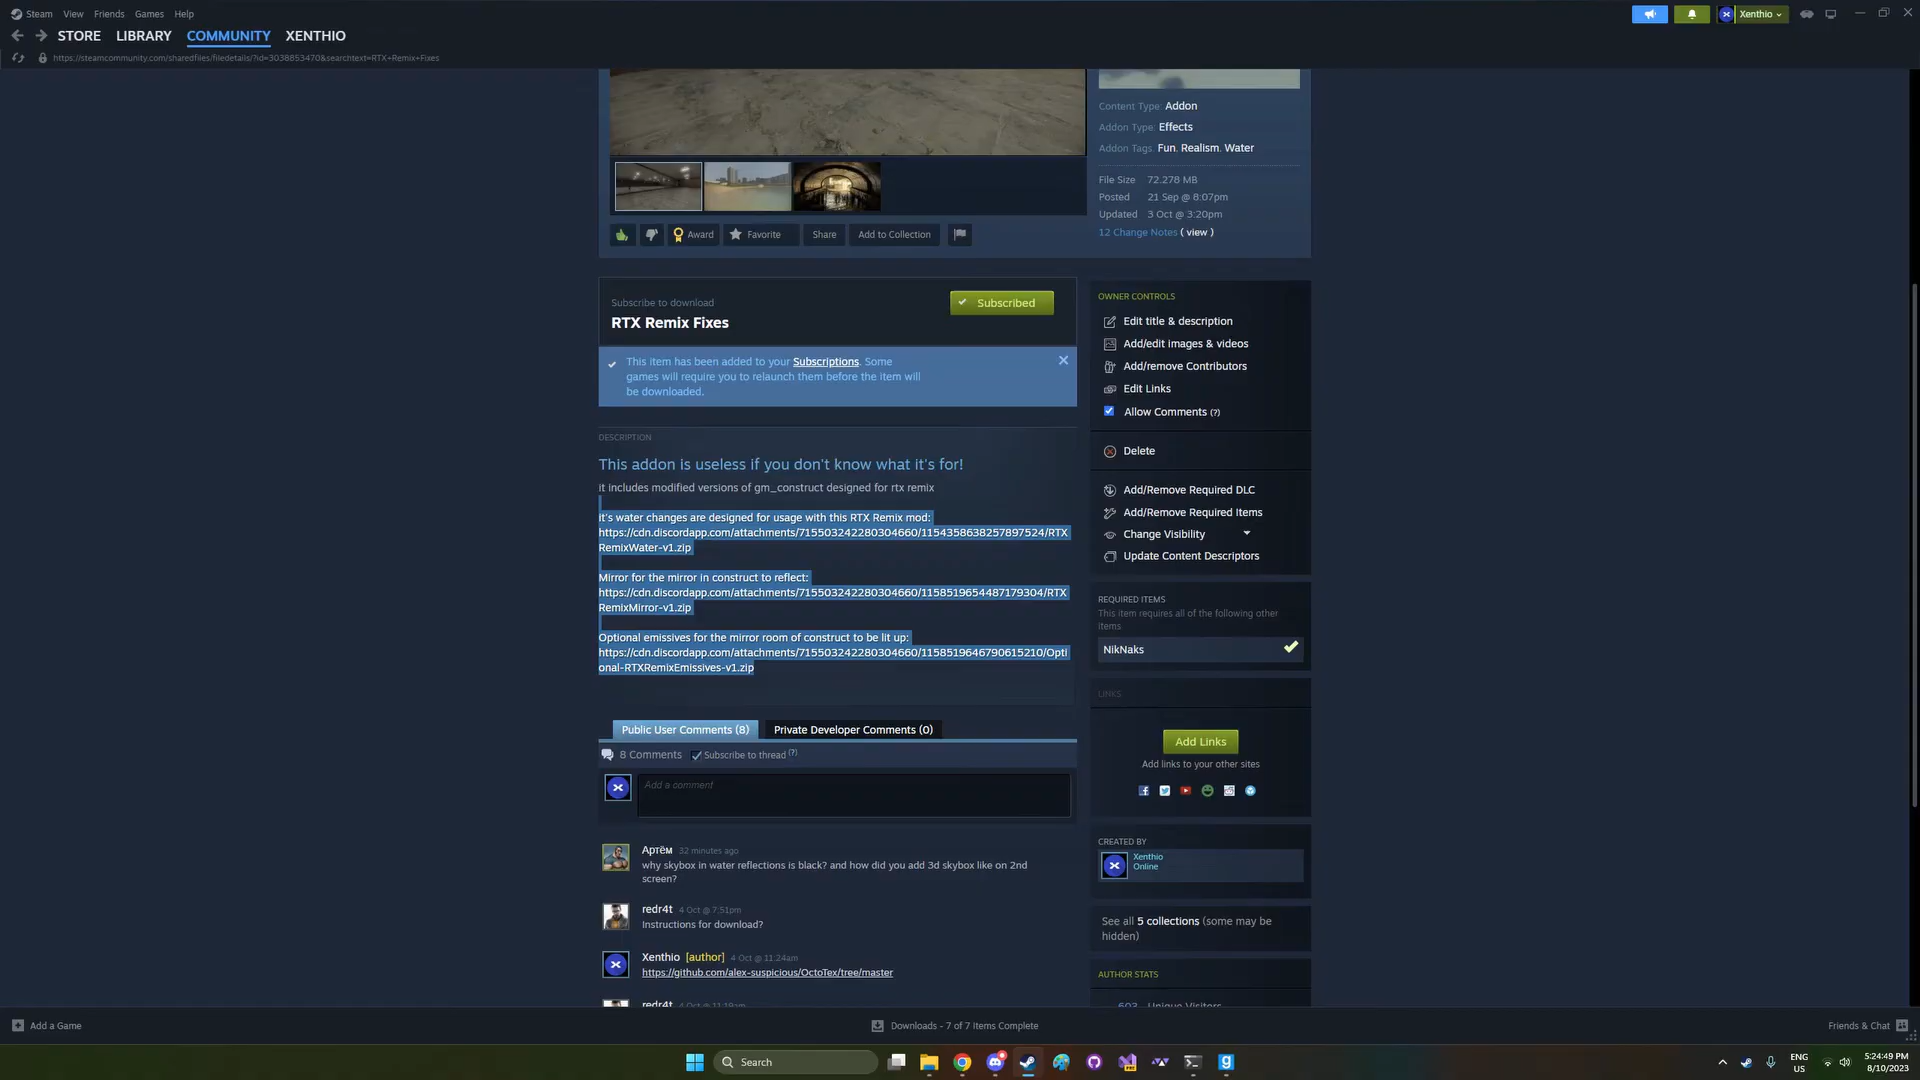 Steam View Friends Games Help
Xenthio
STORE LIBRARY COMMUNITY XENTHIO
https://steamcommunity.com/sharedfiles/filedetails/?id=3038853470&searchtext=RTX+Remix+Fixes
Content Type: Addon
Addon Type: Effects
Addon Tags: Fun, Realism, Water
File Size 72.278 MB
Posted 21 Sep @ 8:07pm
Updated 3 Oct @ 3:20pm
12 Change Notes ( view )
Award Favorite Share Add to Collection
Subscribe to download
RTX Remix Fixes
Subscribed
This item has been added to your Subscriptions. Some
games will require you to relaunch them before the item will
be downloaded.
DESCRIPTION
This addon is useless if you don't know what it's for!
it includes modified versions of gm_construct designed for rtx remix
it's water changes are designed for usage with this RTX Remix mod:
https://cdn.discordapp.com/attachments/715503242280304660/1154358638257897524/RTX
RemixWater-v1.zip
Mirror for the mirror in construct to reflect:
https://cdn.discordapp.com/attachments/715503242280304660/1158519654487179304/RTX
RemixMirror-v1.zip
Optional emissives for the mirror room of construct to be lit up:
https://cdn.discordapp.com/attachments/715503242280304660/1158519646790615210/Opti
onal-RTXRemixEmissives-v1.zip
Public User Comments (8) Private Developer Comments (0)
8 Comments Subscribe to thread (?)
Add a comment
Артём 32 minutes ago
why skybox in water reflections is black? and how did you add 3d skybox like on 2nd
screen?
redr4t 4 Oct @ 7:51pm
Instructions for download?
Xenthio [author] 4 Oct @ 11:24am
https://github.com/alex-suspicious/OctoTex/tree/master
redr4t 4 Oct @ 11:19am
OWNER CONTROLS
Edit title & description
Add/edit images & videos
Add/remove Contributors
Edit Links
Allow Comments (?)
Delete
Add/Remove Required DLC
Add/Remove Required Items
Change Visibility
Update Content Descriptors
REQUIRED ITEMS
This item requires all of the following other
items
NikNaks
LINKS
Add Links
Add links to your other sites
CREATED BY
Xenthio
Online
See all 5 collections (some may be
hidden)
AUTHOR STATS
603 Unique Visitors
Add a Game
Downloads - 7 of 7 Items Complete
Friends & Chat
Search
ENG
US
5:24:49 PM
8/10/2023